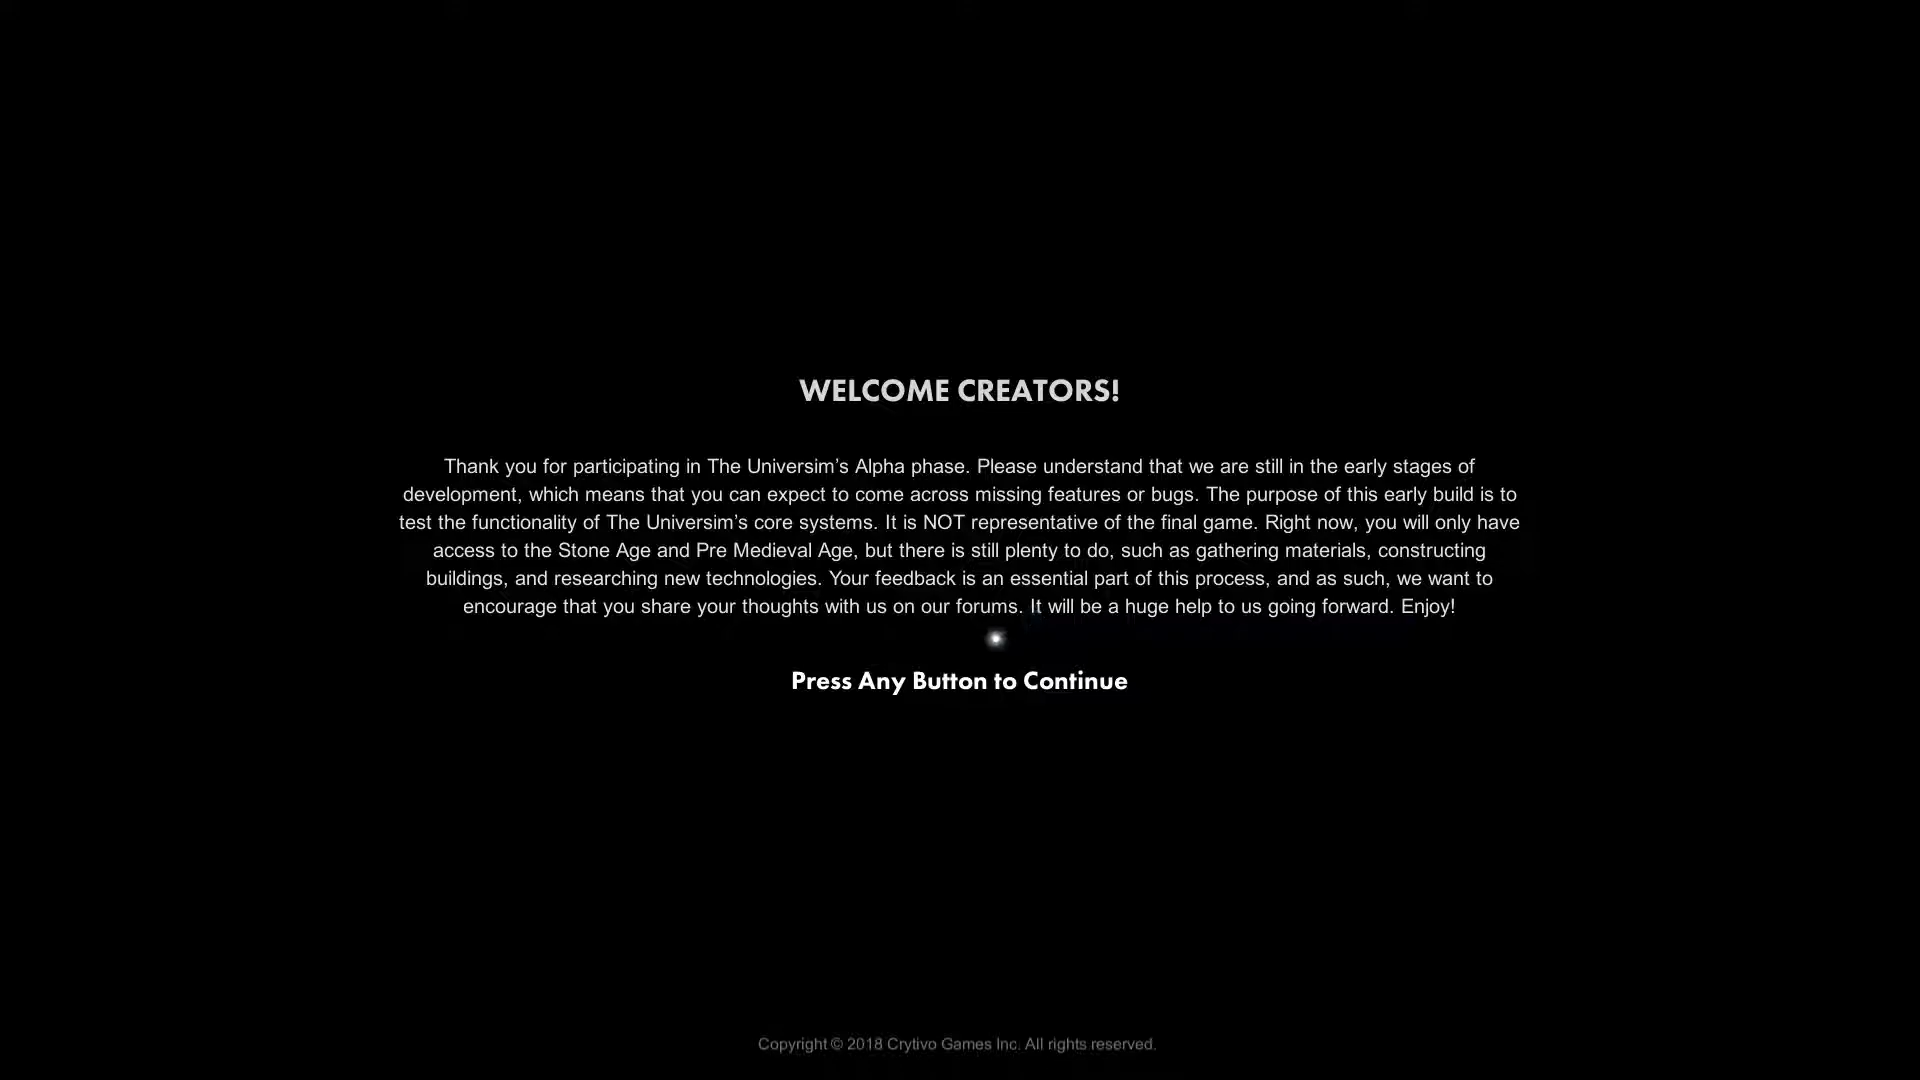 WELCOME CREATORS!
Thank you for participating in The Universim’s Alpha phase. Please understand that we are still in the early stages of
development, which means that you can expect to come across missing features or bugs. The purpose of this early build is to
test the functionality of The Universim’s core systems. It is NOT representative of the final game. Right now, you will only have
access to the Stone Age and Pre Medieval Age, but there is still plenty to do, such as gathering materials, constructing
buildings, and researching new technologies. Your feedback is an essential part of this process, and as such, we want to
encourage that you share your thoughts with us on our forums. It will be a huge help to us going forward. Enjoy!
Press Any Button to Continue
Copyright © 2018 Crytivo Games Inc. All rights reserved.